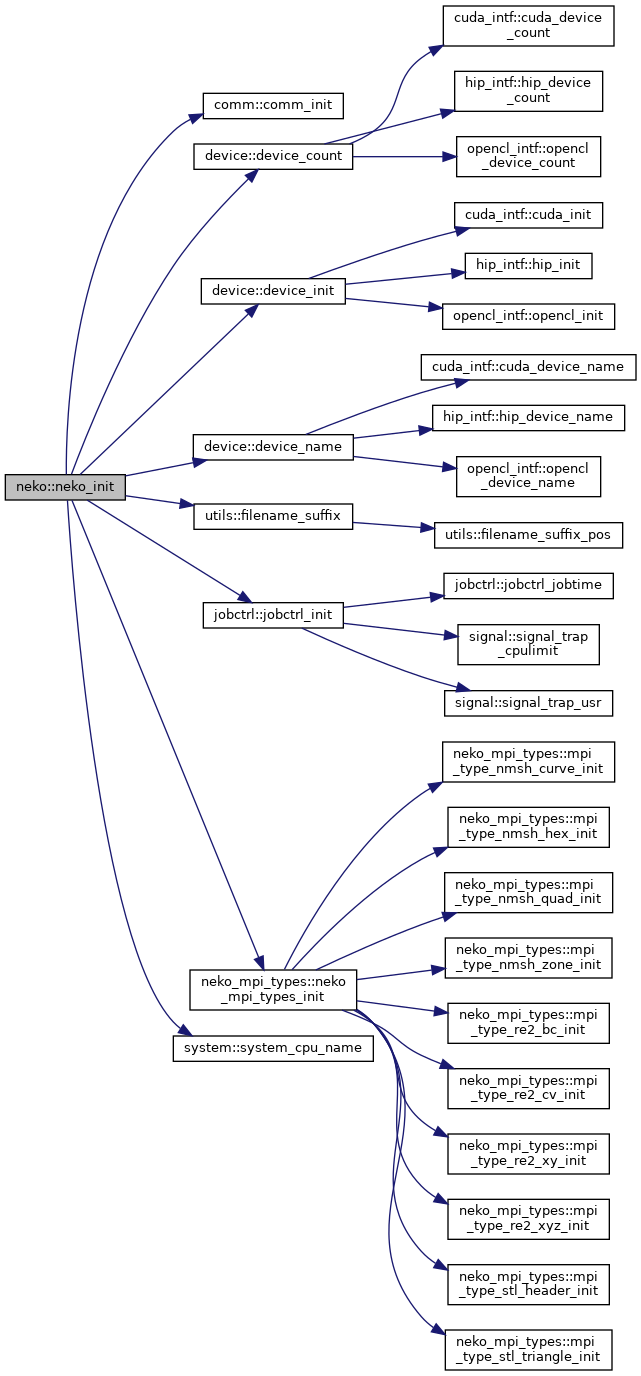 neko::neko_init
comm::comm_init
device::device_count
cuda_intf::cuda_device
_count
hip_intf::hip_device
_count
opencl_intf::opencl
_device_count
device::device_init
cuda_intf::cuda_init
hip_intf::hip_init
opencl_intf::opencl_init
device::device_name
cuda_intf::cuda_device_name
hip_intf::hip_device_name
opencl_intf::opencl
_device_name
utils::filename_suffix
utils::filename_suffix_pos
jobctrl::jobctrl_init
jobctrl::jobctrl_jobtime
signal::signal_trap
_cpulimit
signal::signal_trap_usr
neko_mpi_types::neko
_mpi_types_init
neko_mpi_types::mpi
_type_nmsh_curve_init
neko_mpi_types::mpi
_type_nmsh_hex_init
neko_mpi_types::mpi
_type_nmsh_quad_init
neko_mpi_types::mpi
_type_nmsh_zone_init
neko_mpi_types::mpi
_type_re2_bc_init
neko_mpi_types::mpi
_type_re2_cv_init
neko_mpi_types::mpi
_type_re2_xy_init
neko_mpi_types::mpi
_type_re2_xyz_init
neko_mpi_types::mpi
_type_stl_header_init
neko_mpi_types::mpi
_type_stl_triangle_init
system::system_cpu_name